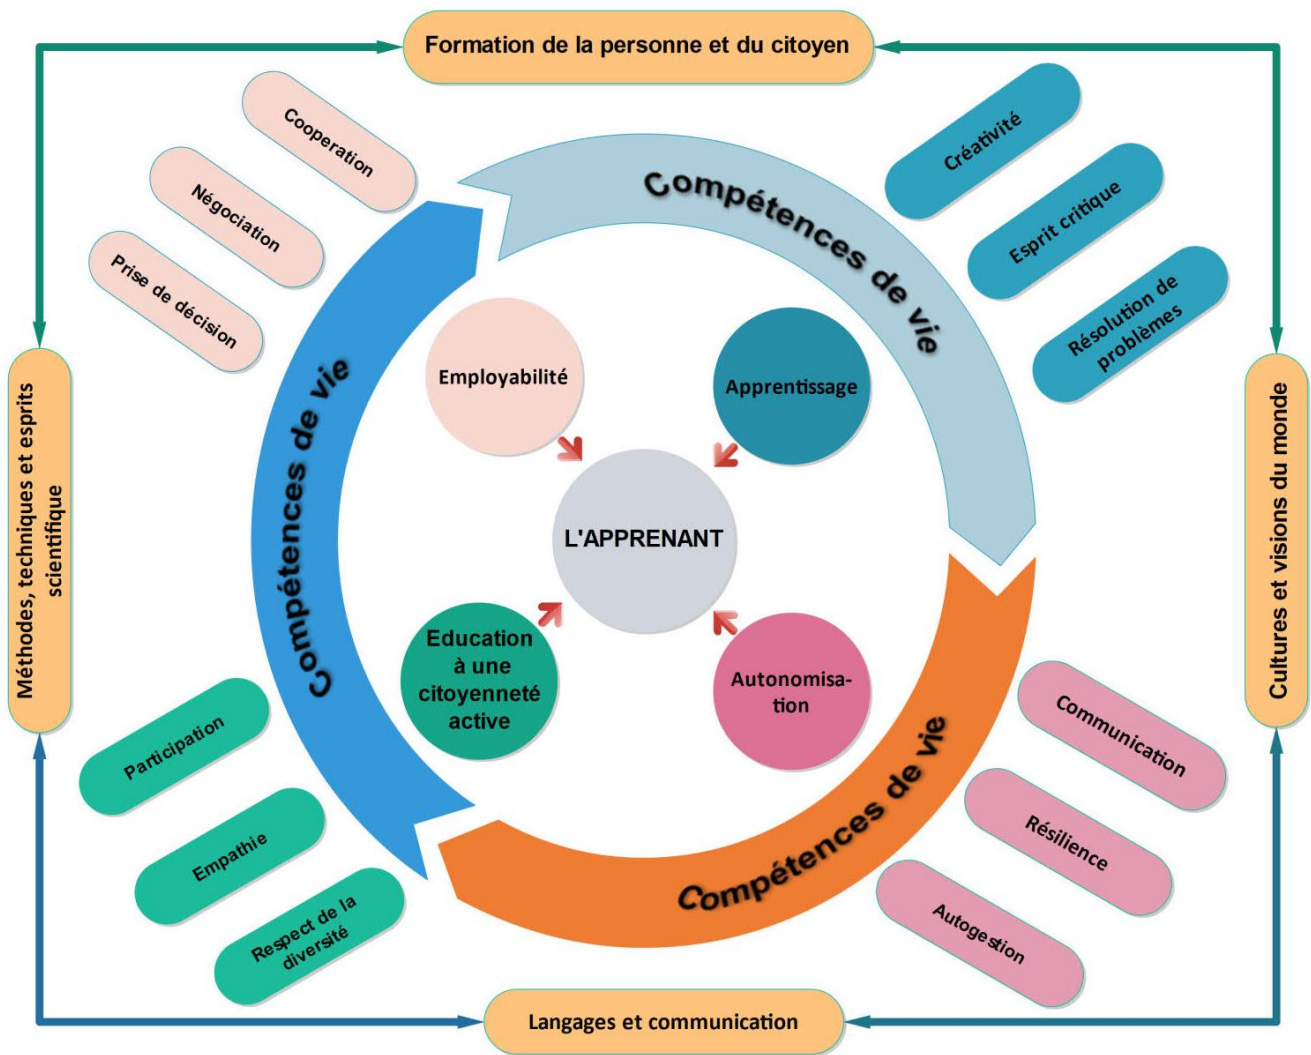 Formation de la personne et du citoyen
Cooperation
Négociation
Prise de décision
Créativité
Esprit critique
Résolution de
problèmes
Compétences de vie
Compétences de vie
Compétences de vie
Employabilité
Apprentissage
L'APPRENANT
Education
à une
citoyenneté
active
Autonomisa-
tion
Méthodes, techniques et esprits
scientifique
Cultures et visions du monde
Participation
Empathie
Respect de la
diversité
Communication
Résilience
Autogestion
Langages et communication